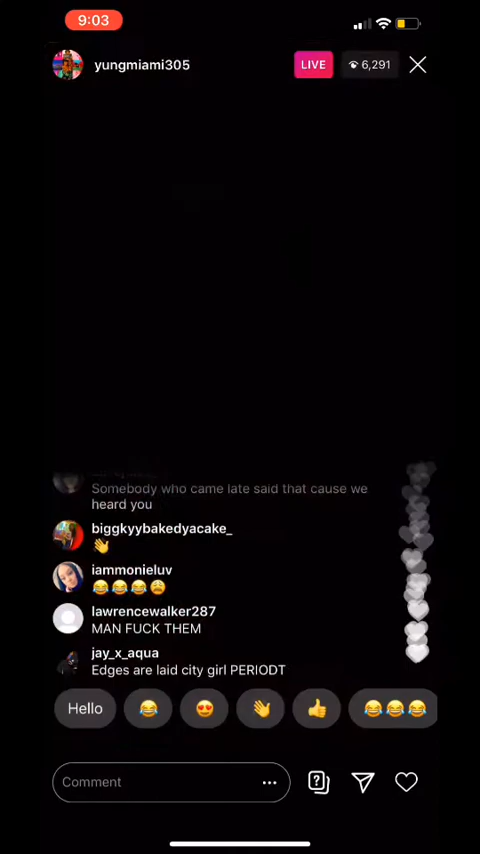 9:03
yungmiami305
LIVE
6,291
Somebody who came late said that cause we
heard you
biggkyybakedyacake_
👋
iammonieluv
😂😂😂😩
lawrencewalker287
MAN FUCK THEM
jay_x_aqua
Edges are laid city girl PERIODT
Hello 😂 😍 👋 👍 😂😂😂
Comment